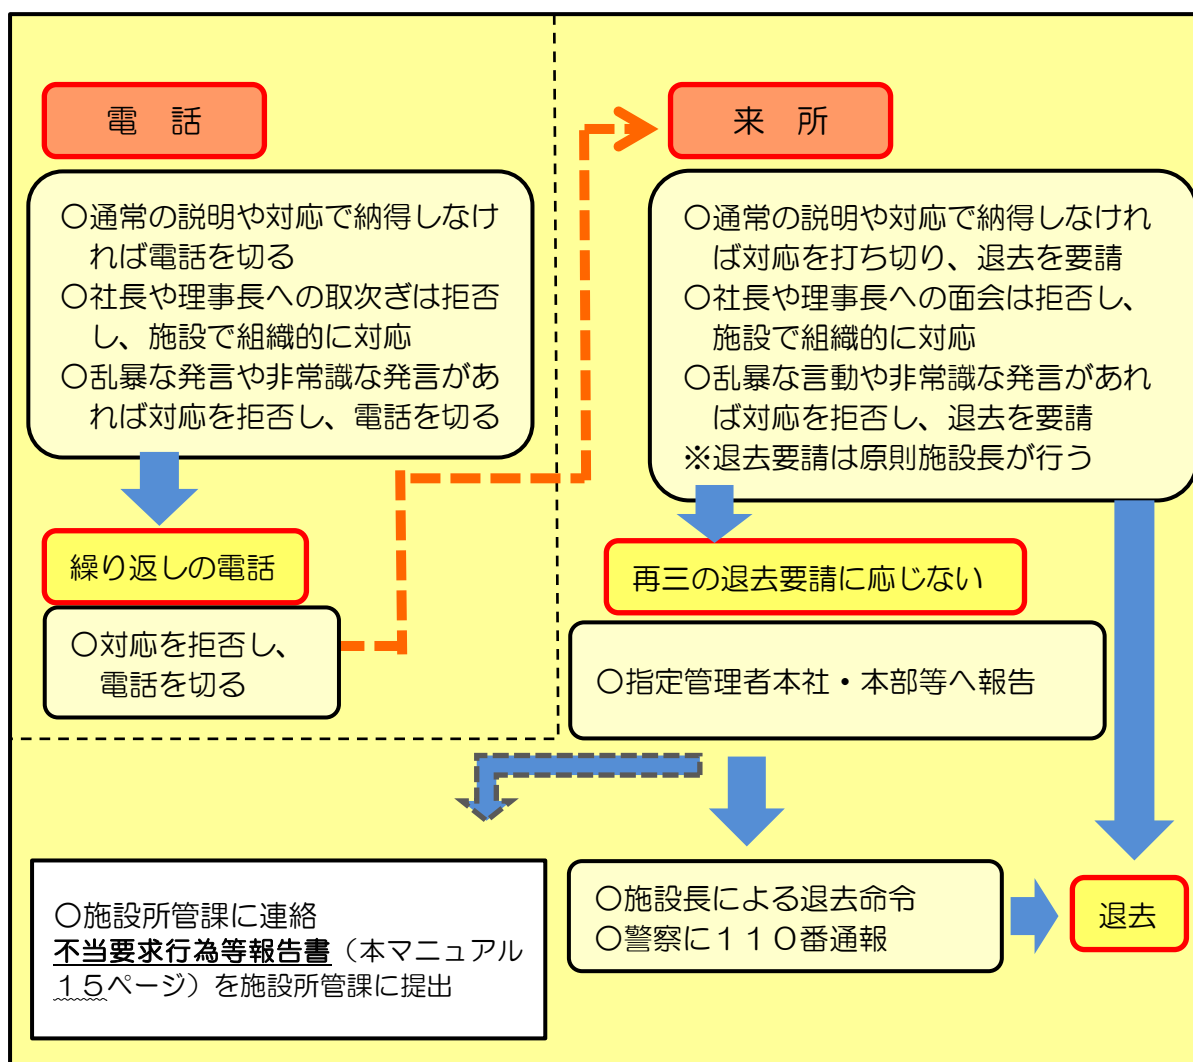 電 話
○通常の説明や対応で納得しなけ
れば電話を切る
○社長や理事長への取次ぎは拒否
し、施設で組織的に対応
○乱暴な発言や非常識な発言があ
れば対応を拒否し、電話を切る
繰り返しの電話
○対応を拒否し、
電話を切る
来 所
○通常の説明や対応で納得しなけれ
ば対応を打ち切り、退去を要請
○社長や理事長への面会は拒否し、
施設で組織的に対応
○乱暴な言動や非常識な発言があれ
ば対応を拒否し、退去を要請
※退去要請は原則施設長が行う
再三の退去要請に応じない
○指定管理者本社・本部等へ報告
○施設所管課に連絡
不当要求行為等報告書（本マニュアル
１５ページ）を施設所管課に提出
○施設長による退去命令
○警察に１１０番通報
退去